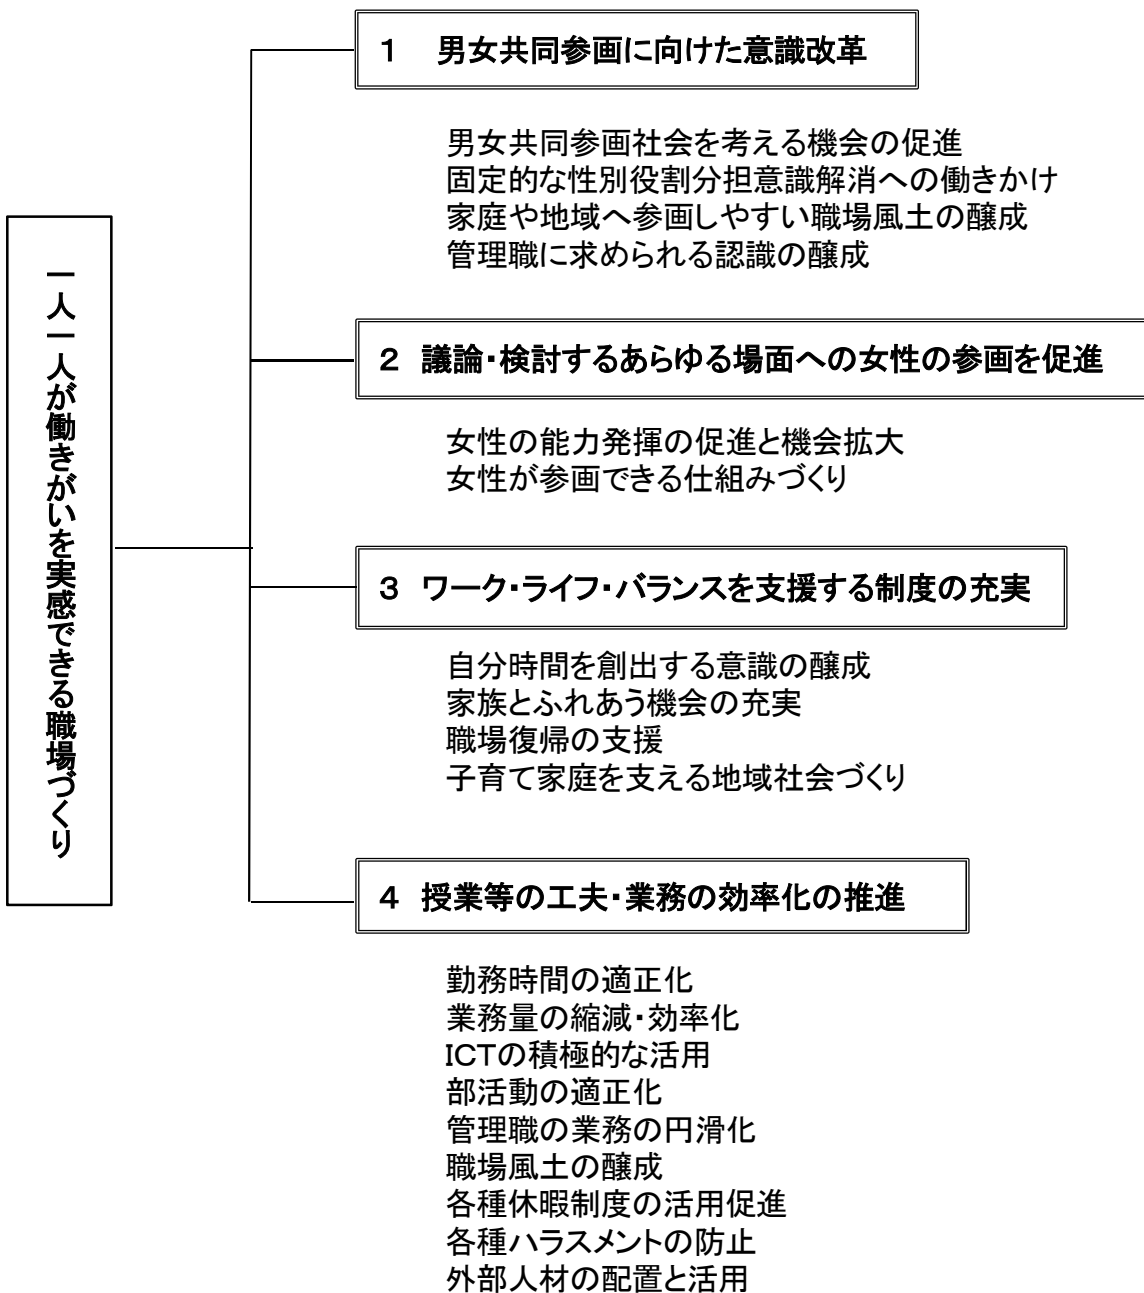 一人一人が働きがいを実感できる職場づくり
１　男女共同参画に向けた意識改革
男女共同参画社会を考える機会の促進
固定的な性別役割分担意識解消への働きかけ
家庭や地域へ参画しやすい職場風土の醸成
管理職に求められる認識の醸成
２　議論・検討するあらゆる場面への女性の参画を促進
女性の能力発揮の促進と機会拡大
女性が参画できる仕組みづくり
３　ワーク・ライフ・バランスを支援する制度の充実
自分時間を創出する意識の醸成
家族とふれあう機会の充実
職場復帰の支援
子育て家庭を支える地域社会づくり
４　授業等の工夫・業務の効率化の推進
勤務時間の適正化
業務量の縮減・効率化
ICTの積極的な活用
部活動の適正化
管理職の業務の円滑化
職場風土の醸成
各種休暇制度の活用促進
各種ハラスメントの防止
外部人材の配置と活用